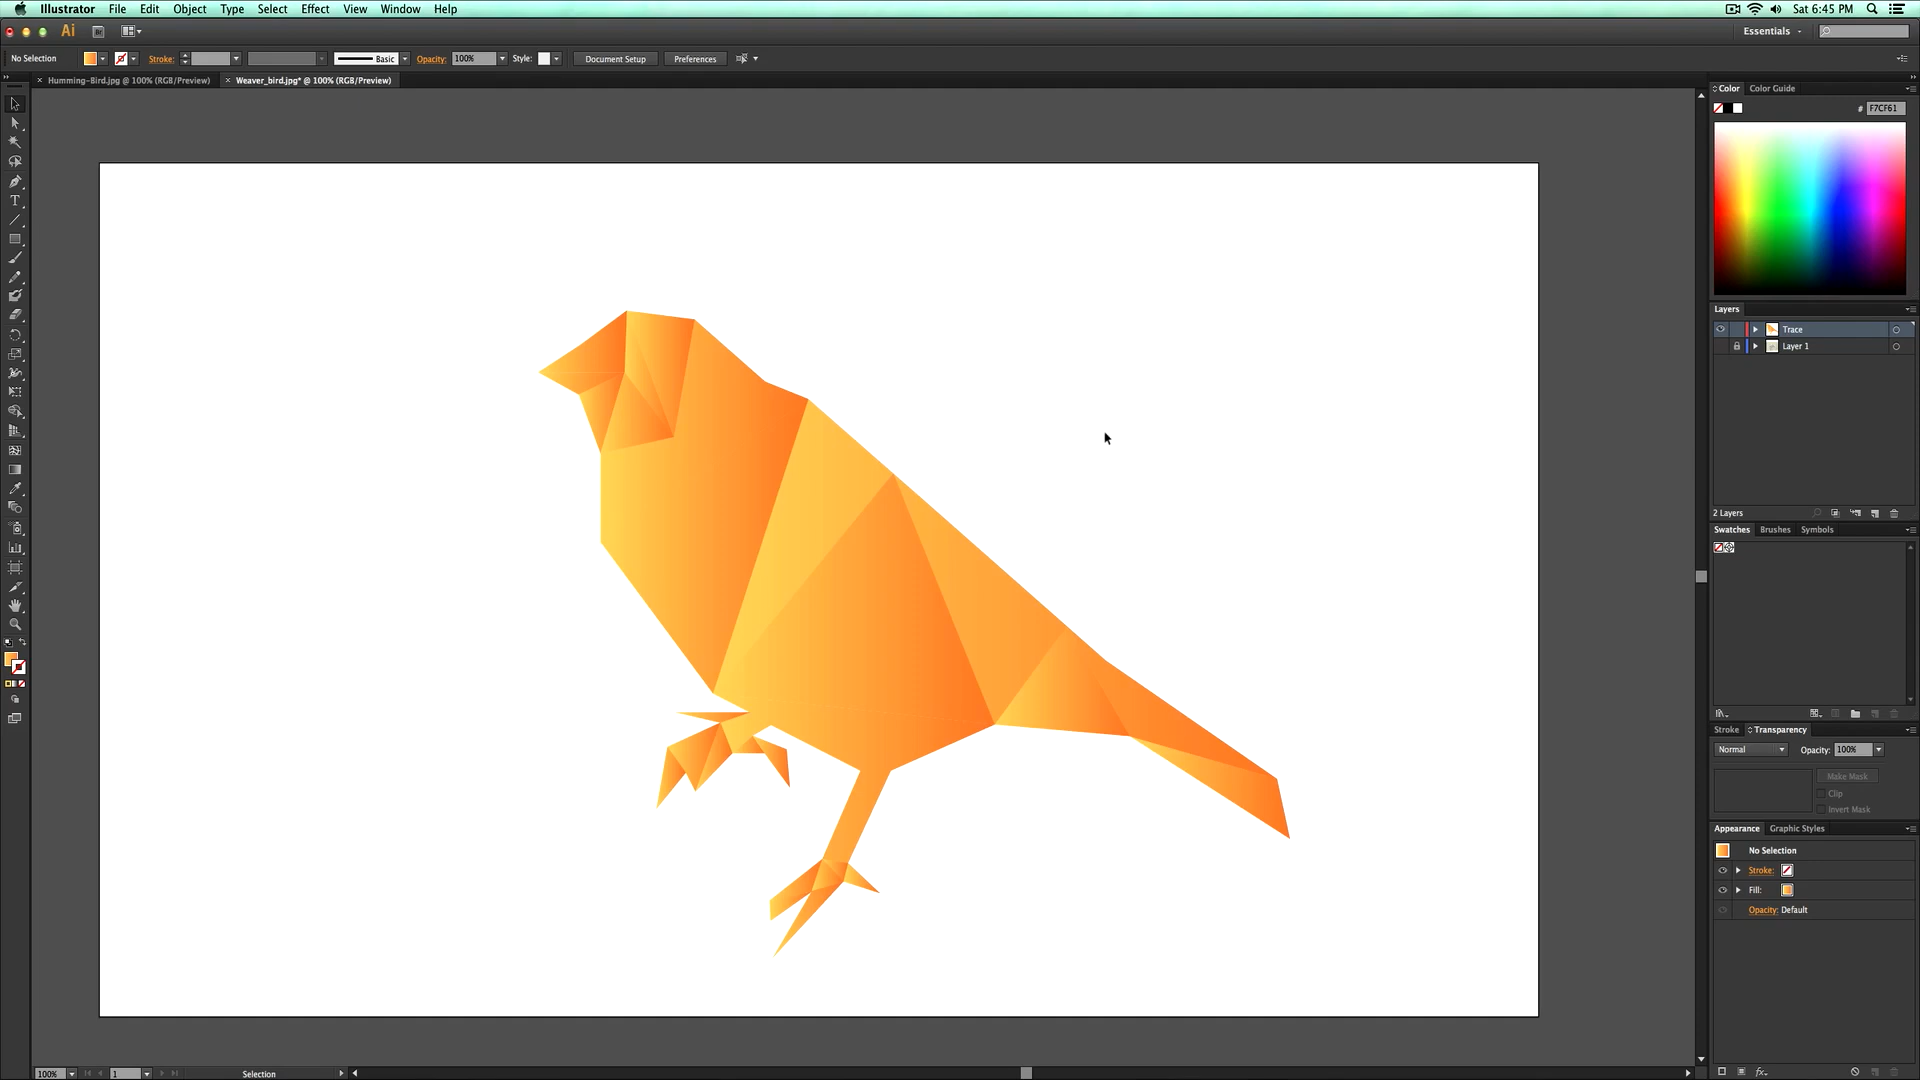 Illustrator File Edit Object Type Select Effect View Window Help
Sat 6:45 PM
Ai Br
Essentials
No Selection Stroke: Basic Opacity: 100% Style: Document Setup Preferences
Humming-Bird.jpg @ 100% (RGB/Preview) Weaver_bird.jpg* @ 100% (RGB/Preview)
Color Color Guide
# F7CF61
Layers
Trace
Layer 1
2 Layers
Swatches Brushes Symbols
Stroke Transparency
Normal Opacity: 100%
Make Mask
Clip
Invert Mask
Appearance Graphic Styles
No Selection
Stroke:
Fill:
Opacity: Default
fx
100% 1 Selection